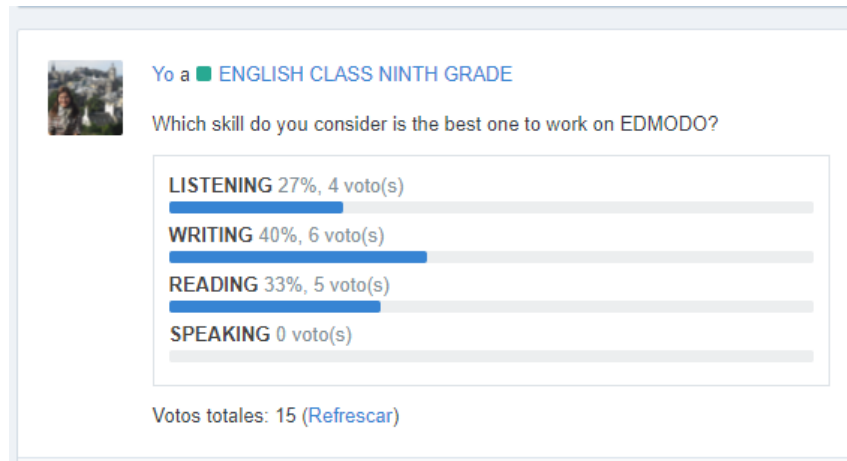 Yo a ENGLISH CLASS NINTH GRADE
Which skill do you consider is the best one to work on EDMODO?
LISTENING 27%, 4 voto(s)
WRITING 40%, 6 voto(s)
READING 33%, 5 voto(s)
SPEAKING 0 voto(s)
Votos totales: 15 (Refrescar)